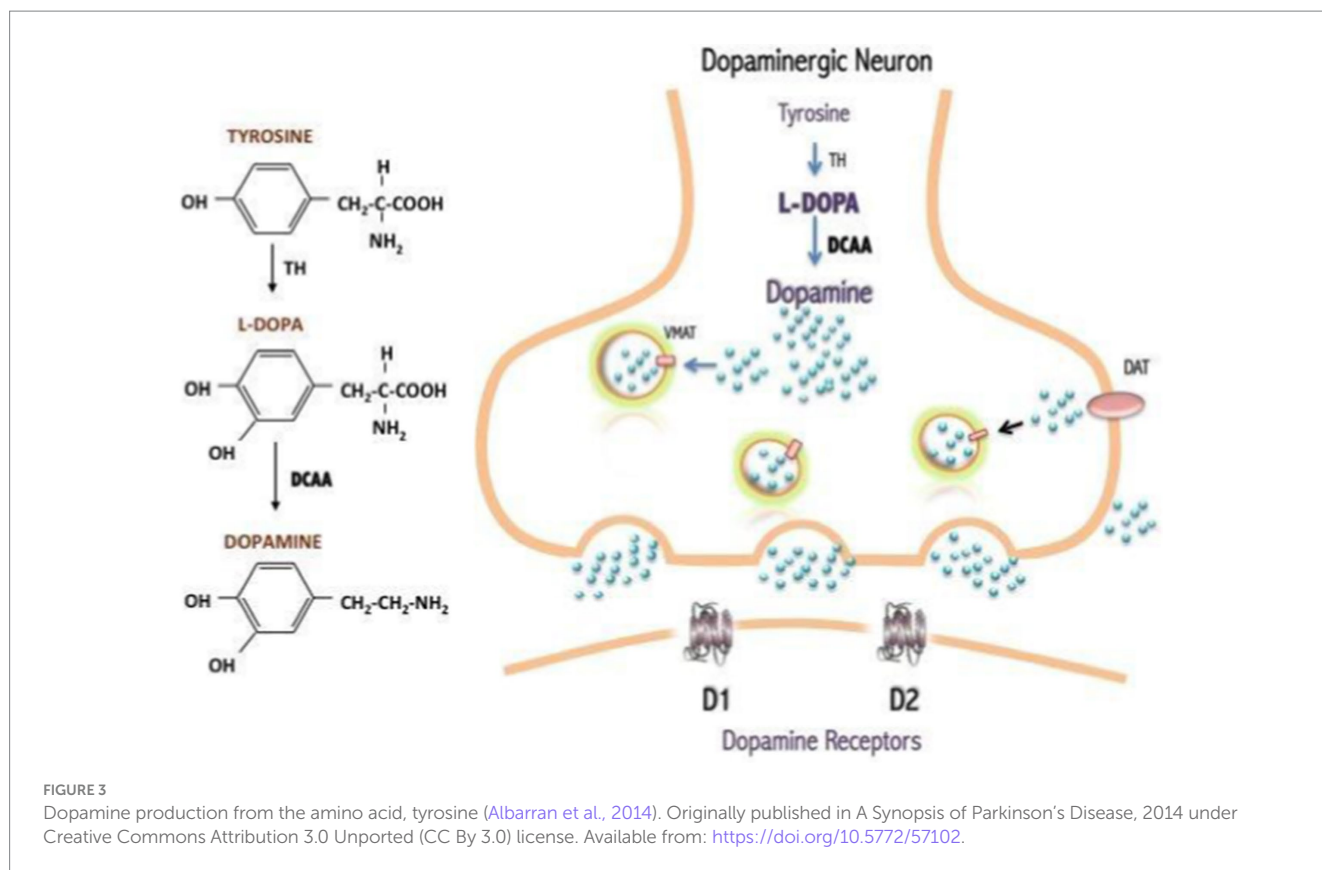 Dopaminergic Neuron
TYROSINE
H
OH
CH₂-C-COOH
NH₂
TH
L-DOPA
H
OH
CH₂-C-COOH
NH₂
OH
DCAA
DOPAMINE
OH
CH₂-CH₂-NH₂
OH
Tyrosine
TH
L-DOPA
DCAA
Dopamine
VMAT
DAT
D1
D2
Dopamine Receptors
FIGURE 3
Dopamine production from the amino acid, tyrosine (Albarran et al., 2014). Originally published in A Synopsis of Parkinson’s Disease, 2014 under
Creative Commons Attribution 3.0 Unported (CC By 3.0) license. Available from: https://doi.org/10.5772/57102.